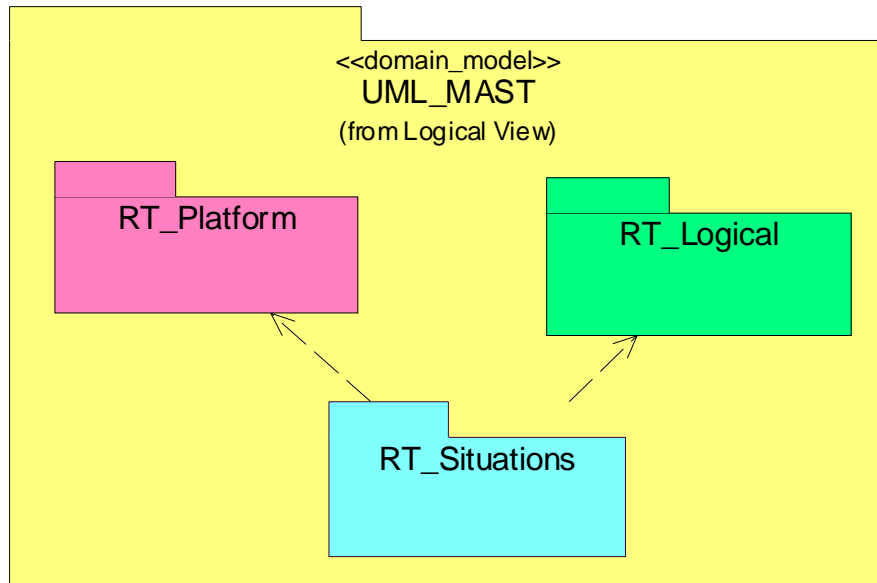 <<domain_model>>
UML_MAST
(from Logical View)
RT_Platform
RT_Logical
RT_Situations